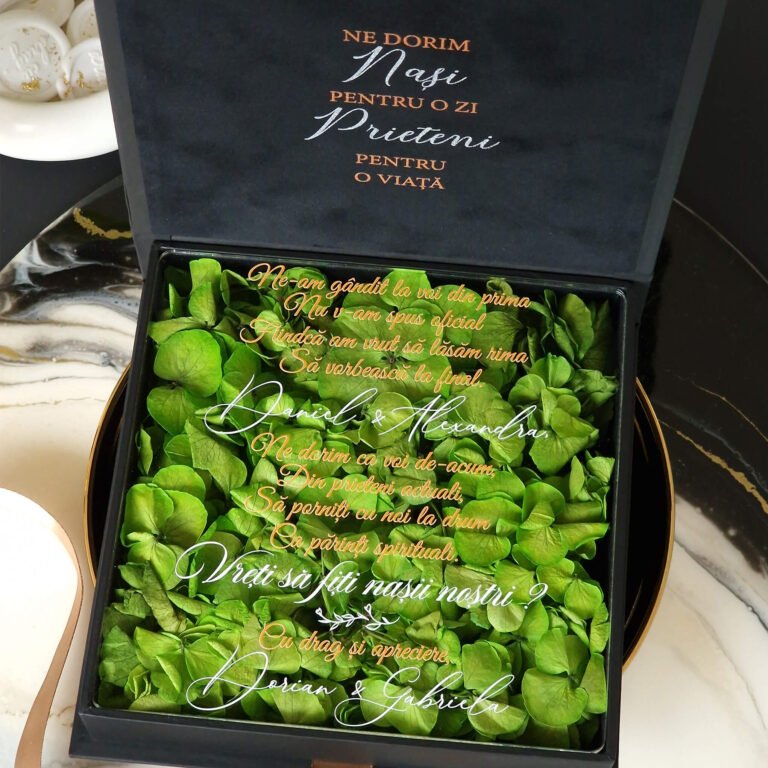 NE DORIM
Nași
PENTRU O ZI
Prieteni
PENTRU
O VIAȚĂ
Ne-am gândit la voi din prima
Nu v-am spus oficial
Findcă am vrut să lăsăm rima
Să vorbească la final.
Daniel & Alexandra,
Ne dorim ca voi de-acum,
Din prieteni actuali,
Să porniți cu noi la drum
Ca părinți spirituali.
Vreți să fiți nașii noștri ?
Cu drag și apreciere,
Dorian & Gabriela